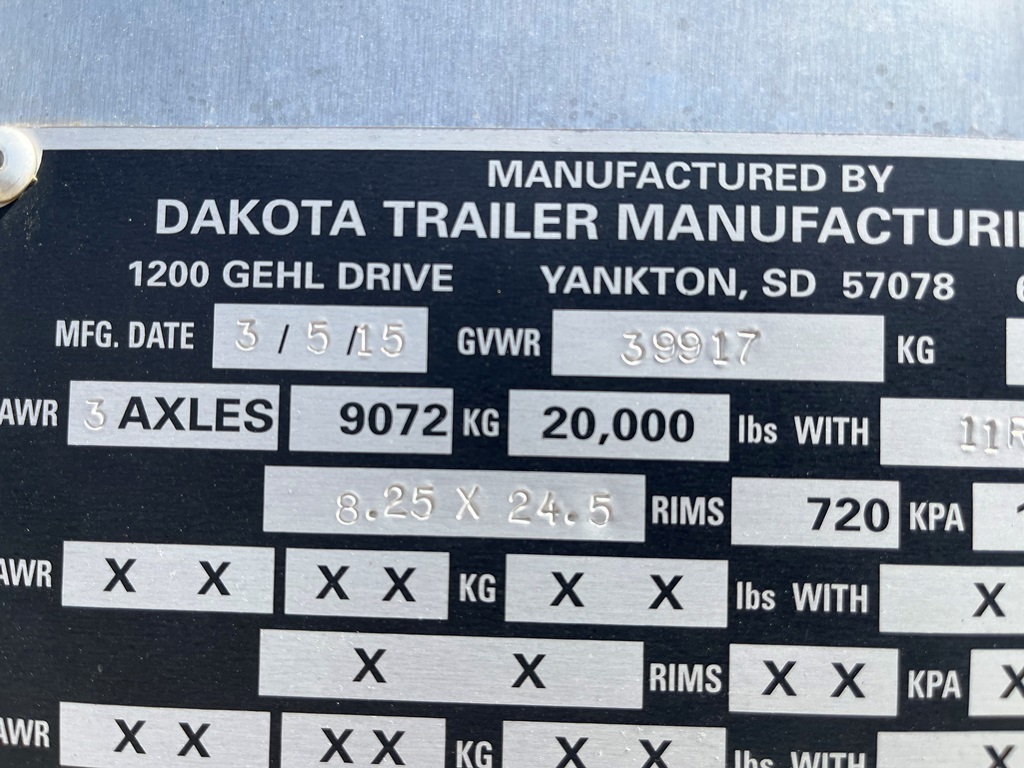 MANUFACTURED BY
DAKOTA TRAILER
1200 GEHL DRIVE YANKTON, SD 57078
MFG. DATE 3 / 5 /15 GVWR 39917 KG
AWR 3 AXLES 9072 KG 20,000 lbs WITH 11R
8.25 X 24.5 RIMS 720 KPA
AWR X X X X KG X X lbs WITH X
X X RIMS X X KPA X
AWR X X X X KG X X lbs WITH X